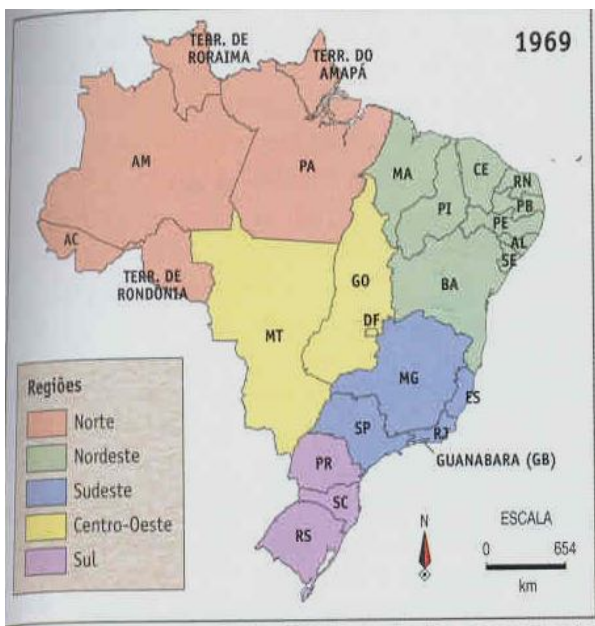 1969
TERR. DE
RORAIMA
TERR. DO
AMAPÁ
AM
PA
MA
CE
RN
PB
PI
PE
AL
SE
AC
TERR. DE
RONDÔNIA
GO
BA
DF
MT
MG
ES
SP
RJ
GUANABARA (GB)
PR
SC
RS
Regiões
Norte
Nordeste
Sudeste
Centro-Oeste
Sul
N
ESCALA
0 654
km